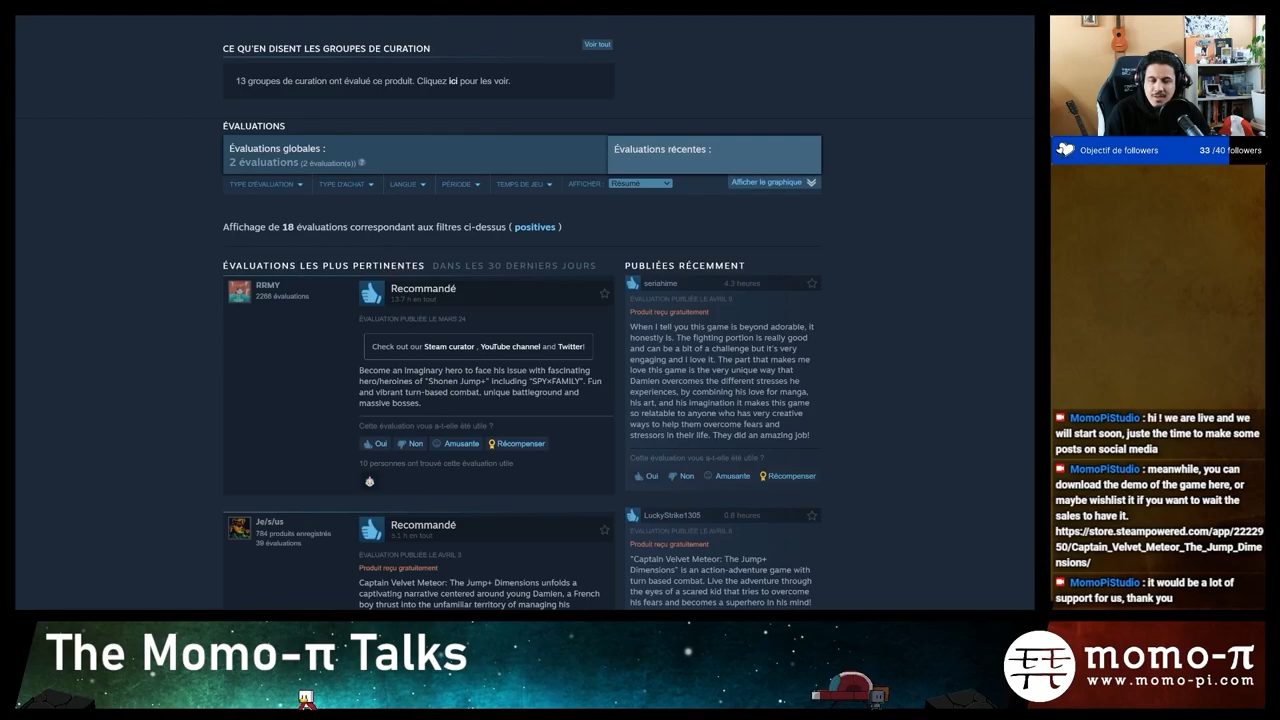 CE QU'EN DISENT LES GROUPES DE CURATION
Voir tout
13 groupes de curation ont évalué ce produit. Cliquez ici pour les voir.
ÉVALUATIONS
Évaluations globales :
2 évaluations (2 évaluation(s))
Évaluations récentes :
TYPE D'ÉVALUATION
TYPE D'ACHAT
LANGUE
PÉRIODE
TEMPS DE JEU
AFFICHER
Résumé
Afficher le graphique
Affichage de 18 évaluations correspondant aux filtres ci-dessus ( positives )
ÉVALUATIONS LES PLUS PERTINENTES DANS LES 30 DERNIERS JOURS
RRMY
2266 évaluations
Recommandé
13.7 h en tout
ÉVALUATION PUBLIÉE LE MARS 24
Check out our Steam curator , YouTube channel and Twitter!
Become an imaginary hero to face his issue with fascinating
hero/heroines of "Shonen Jump+" including "SPY×FAMILY". Fun
and vibrant turn-based combat, unique battleground and
massive bosses.
Cette évaluation vous a-t-elle été utile ?
Oui
Non
Amusante
Récompenser
10 personnes ont trouvé cette évaluation utile
Je/s/us
784 produits enregistrés
39 évaluations
Recommandé
5.1 h en tout
ÉVALUATION PUBLIÉE LE AVRIL 3
Produit reçu gratuitement
Captain Velvet Meteor: The Jump+ Dimensions unfolds a
captivating narrative centered around young Damien, a French
boy thrust into the unfamiliar territory of managing his
PUBLIÉES RÉCEMMENT
seriahime
4.3 heures
ÉVALUATION PUBLIÉE LE AVRIL 9
Produit reçu gratuitement
When I tell you this game is beyond adorable, it
honestly is. The fighting portion is really good
and can be a bit of a challenge but it's very
engaging and I love it. The part that makes me
love this game is the very unique way that
Damien overcomes the different stresses he
experiences, by combining his love for manga,
his art, and his imagination it makes this game
so relatable to anyone who has very creative
ways to help them overcome fears and
stressors in their life. They did an amazing job!
Cette évaluation vous a-t-elle été utile ?
Oui
Non
Amusante
Récompenser
LuckyStrike1305
0.8 heures
ÉVALUATION PUBLIÉE LE AVRIL 8
Produit reçu gratuitement
"Captain Velvet Meteor: The Jump+
Dimensions" is an action-adventure game with
turn based combat. Live the adventure through
the eyes of a scared kid that tries to overcome
his fears and becomes a superhero in his mind!
Objectif de followers
33 /40 followers
MomoPiStudio : hi ! we are live and we
will start soon, juste the time to make some
posts on social media
MomoPiStudio : meanwhile, you can
download the demo of the game here, or
maybe wishlist it if you want to wait the
sales to have it.
https://store.steampowered.com/app/22229
50/Captain_Velvet_Meteor_The_Jump_Dime
nsions/
MomoPiStudio : it would be a lot of
support for us, thank you
The Momo-π Talks
momo-π
www.momo-pi.com